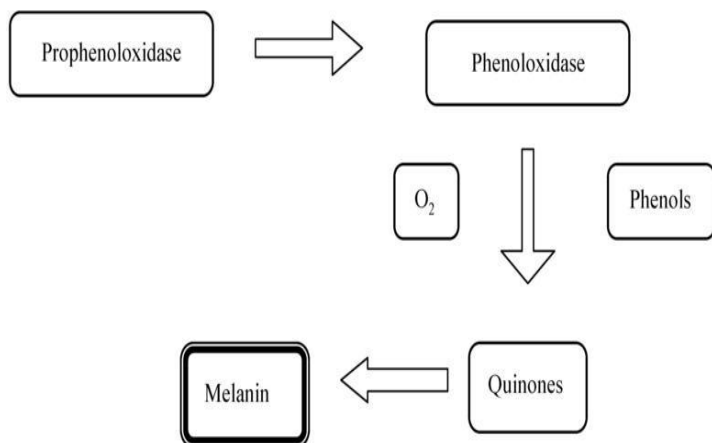 Prophenoloxidase
Phenoloxidase
O₂
Phenols
Melanin
Quinones